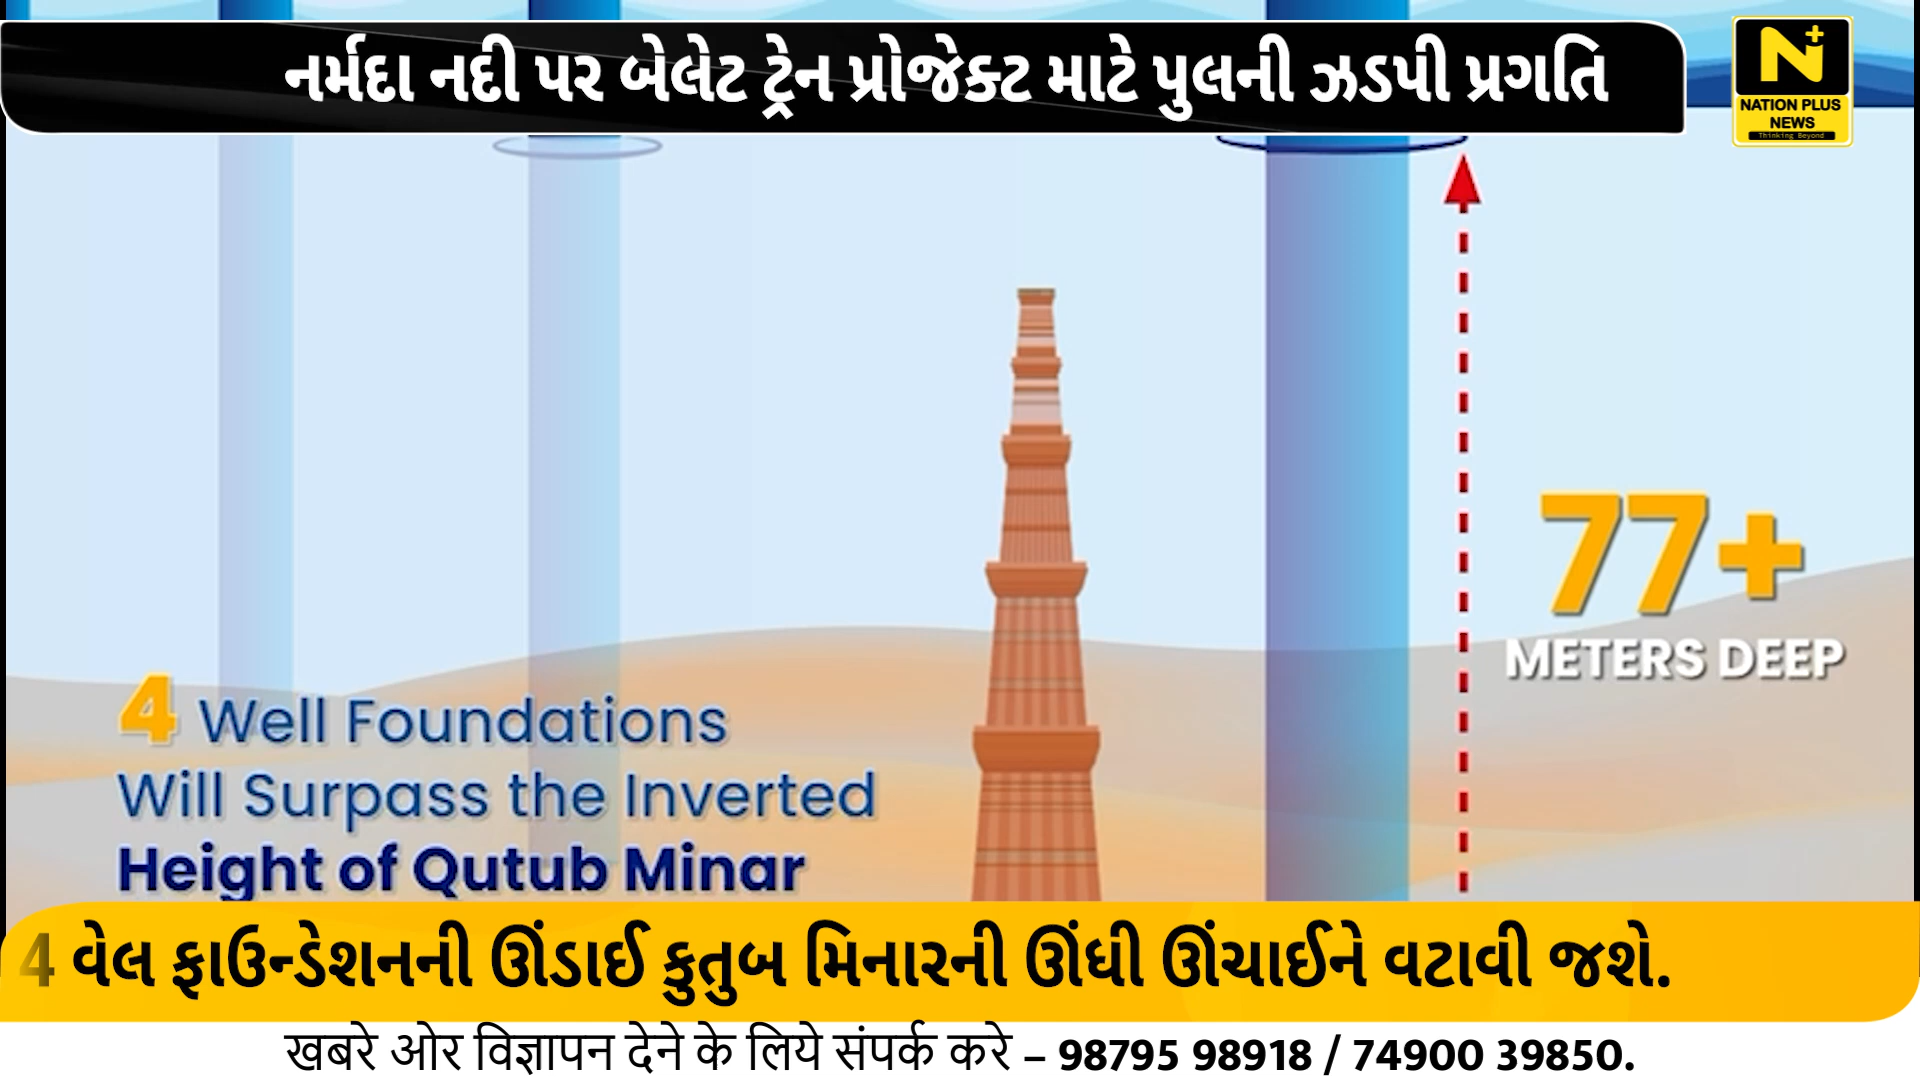 નર્મદા નદી પર બેલેટ ટ્રેન પ્રોજેક્ટ માટે પુલની ઝડપી પ્રગતિ
N+
NATION PLUS
NEWS
Thinking Beyond
77+
METERS DEEP
4 Well Foundations
Will Surpass the Inverted
Height of Qutub Minar
4 વેલ ફાઉન્ડેશનની ઊંડાઈ કુતુબ મિનારની ઊંધી ઊંચાઈને વટાવી જશે.
खबरे ओर विज्ञापन देने के लिये संपर्क करे – 98795 98918 / 74900 39850.